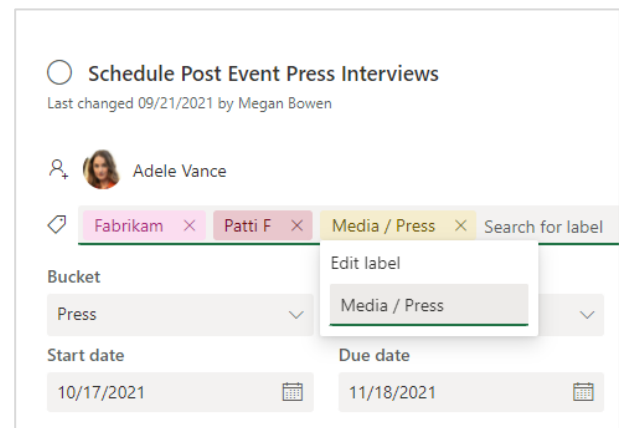 Schedule Post Event Press Interviews
Last changed 09/21/2021 by Megan Bowen
Adele Vance
Fabrikam Patti F Media / Press Search for label
Edit label
Media / Press
Bucket
Press
Start date Due date
10/17/2021 11/18/2021